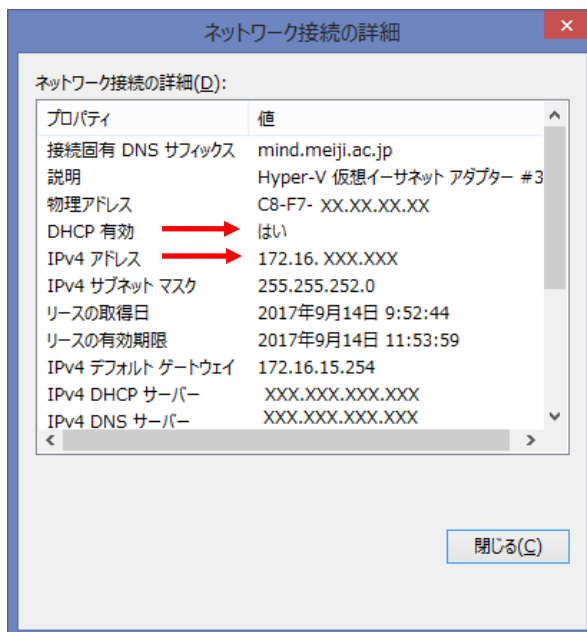 ネットワーク接続の詳細
ネットワーク接続の詳細(D):
プロパティ 値
接続固有 DNS サフィックス mind.meiji.ac.jp
説明 Hyper-V 仮想イーサネット アダプター #3
物理アドレス C8-F7- XX.XX.XX.XX
DHCP 有効 はい
IPv4 アドレス 172.16. XXX.XXX
IPv4 サブネット マスク 255.255.252.0
リースの取得日 2017年9月14日 9:52:44
リースの有効期限 2017年9月14日 11:53:59
IPv4 デフォルト ゲートウェイ 172.16.15.254
IPv4 DHCP サーバー XXX.XXX.XXX.XXX
IPv4 DNS サーバー XXX.XXX.XXX.XXX
閉じる(C)